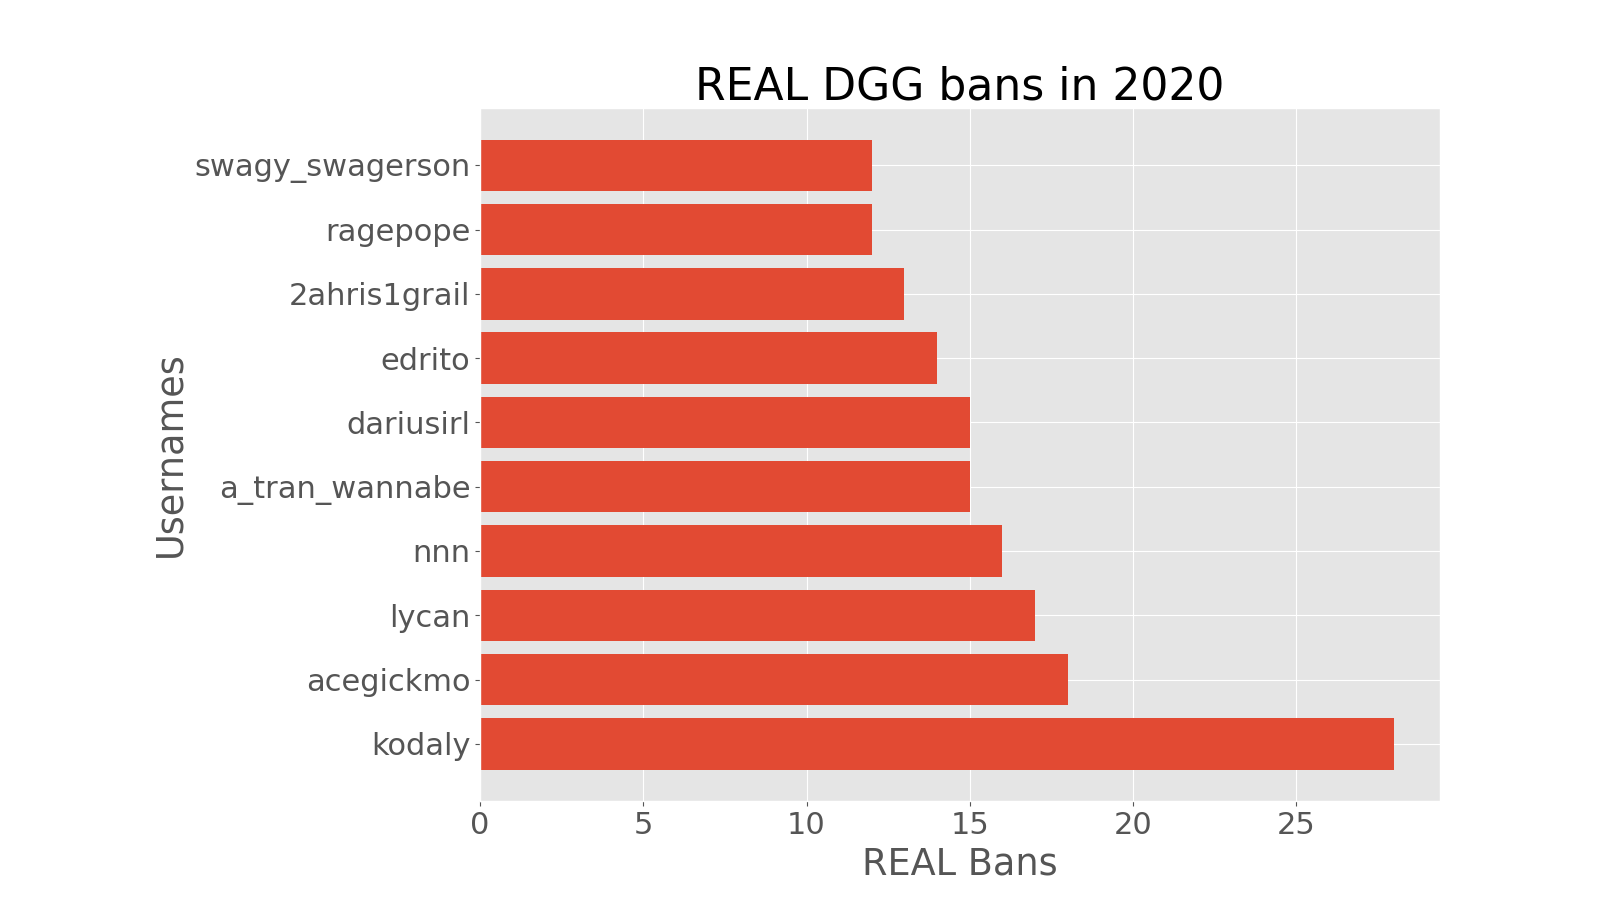 REAL DGG bans in 2020
swagy_swagerson
ragepope
2ahris1grail
edrito
dariusirl
a_tran_wannabe
nnn
lycan
acegickmo
kodaly
Usernames
0 5 10 15 20 25
REAL Bans